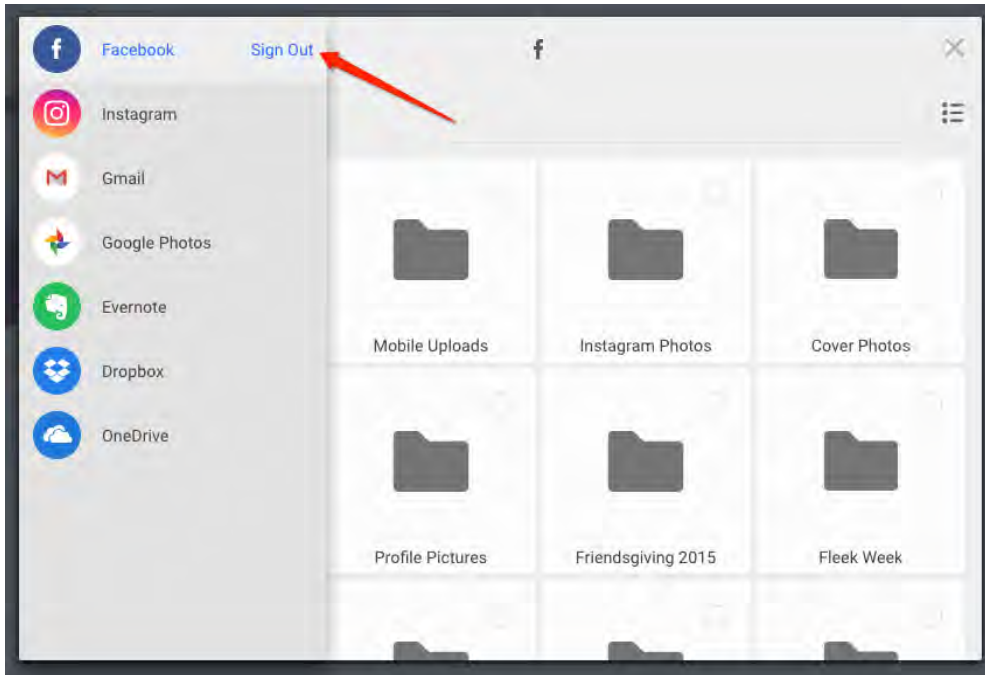 Facebook Sign Out
Instagram
Gmail
Google Photos
Evernote
Dropbox
OneDrive
Mobile Uploads Instagram Photos Cover Photos
Profile Pictures Friendsgiving 2015 Fleek Week